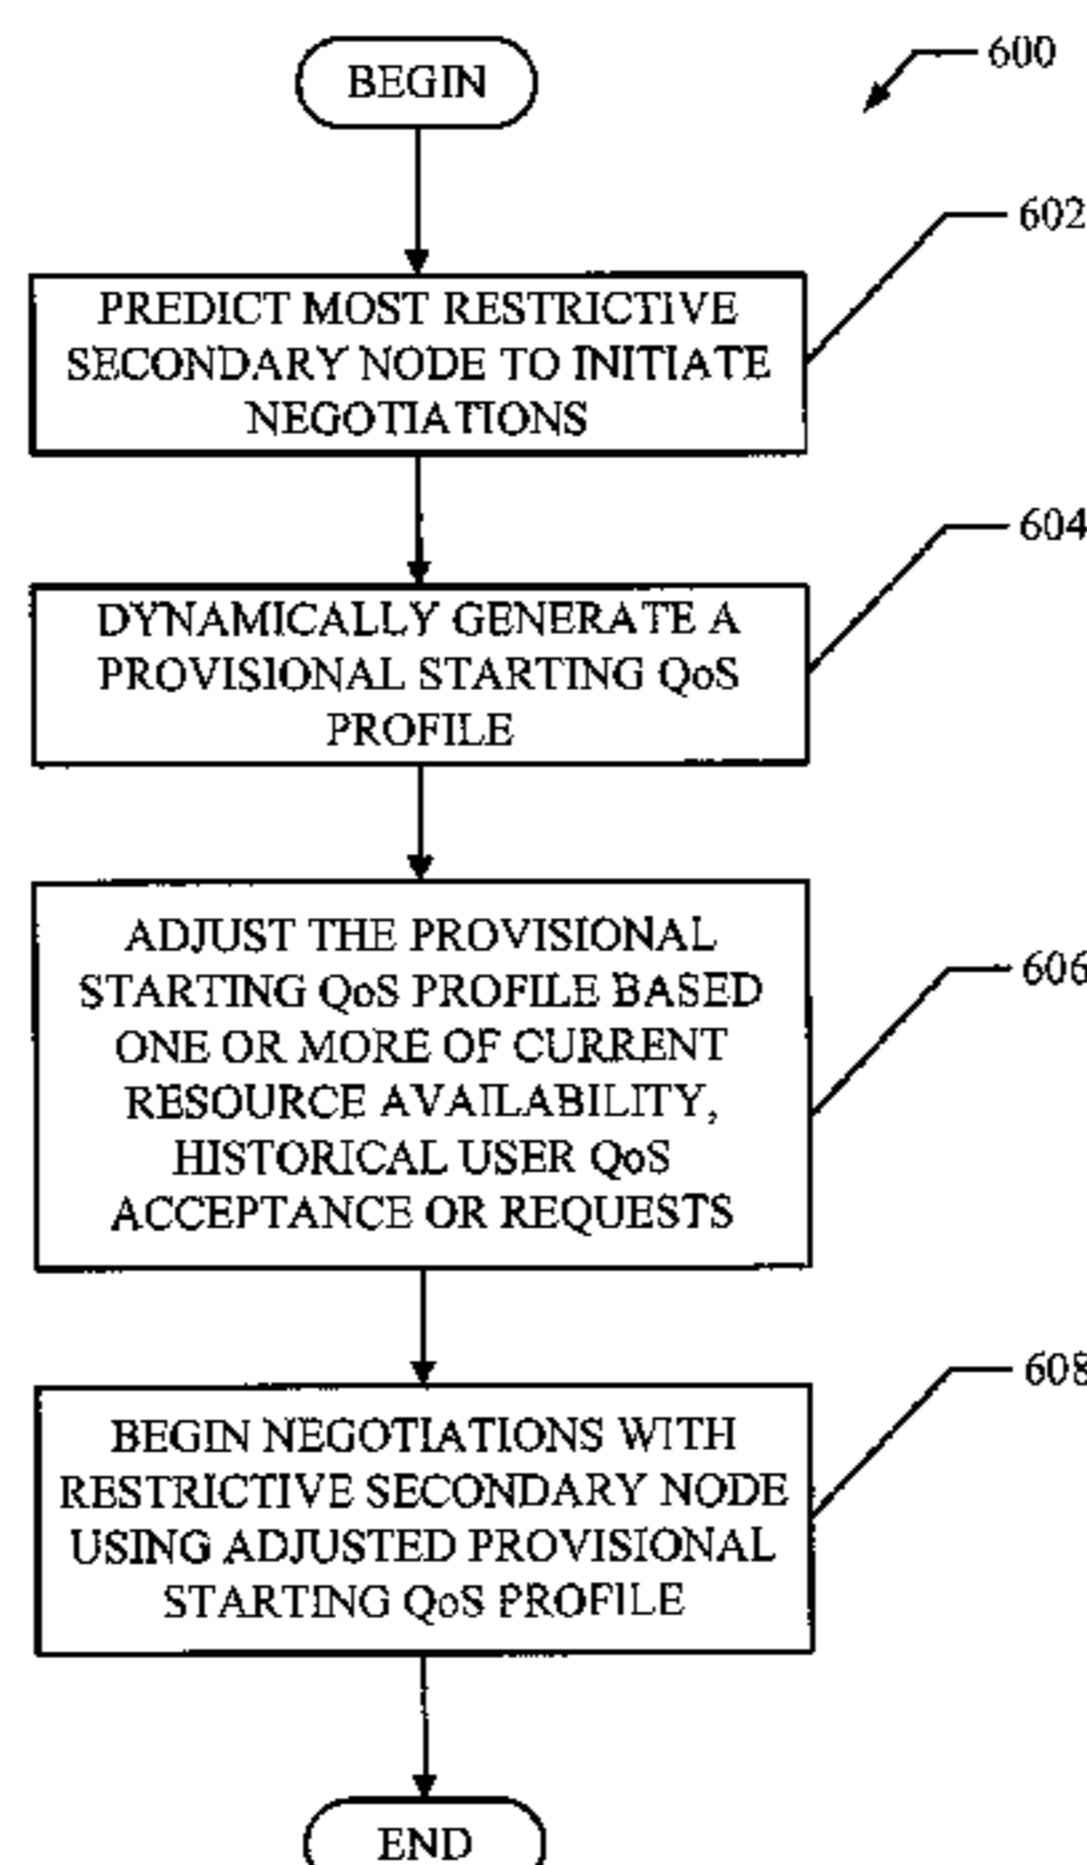 BEGIN
600
602
PREDICT MOST RESTRICTIVE
SECONDARY NODE TO INITIATE
NEGOTIATIONS
604
DYNAMICALLY GENERATE A
PROVISIONAL STARTING QoS
PROFILE
606
ADJUST THE PROVISIONAL
STARTING QoS PROFILE BASED
ONE OR MORE OF CURRENT
RESOURCE AVAILABILITY,
HISTORICAL USER QoS
ACCEPTANCE OR REQUESTS
608
BEGIN NEGOTIATIONS WITH
RESTRICTIVE SECONDARY NODE
USING ADJUSTED PROVISIONAL
STARTING QoS PROFILE
END